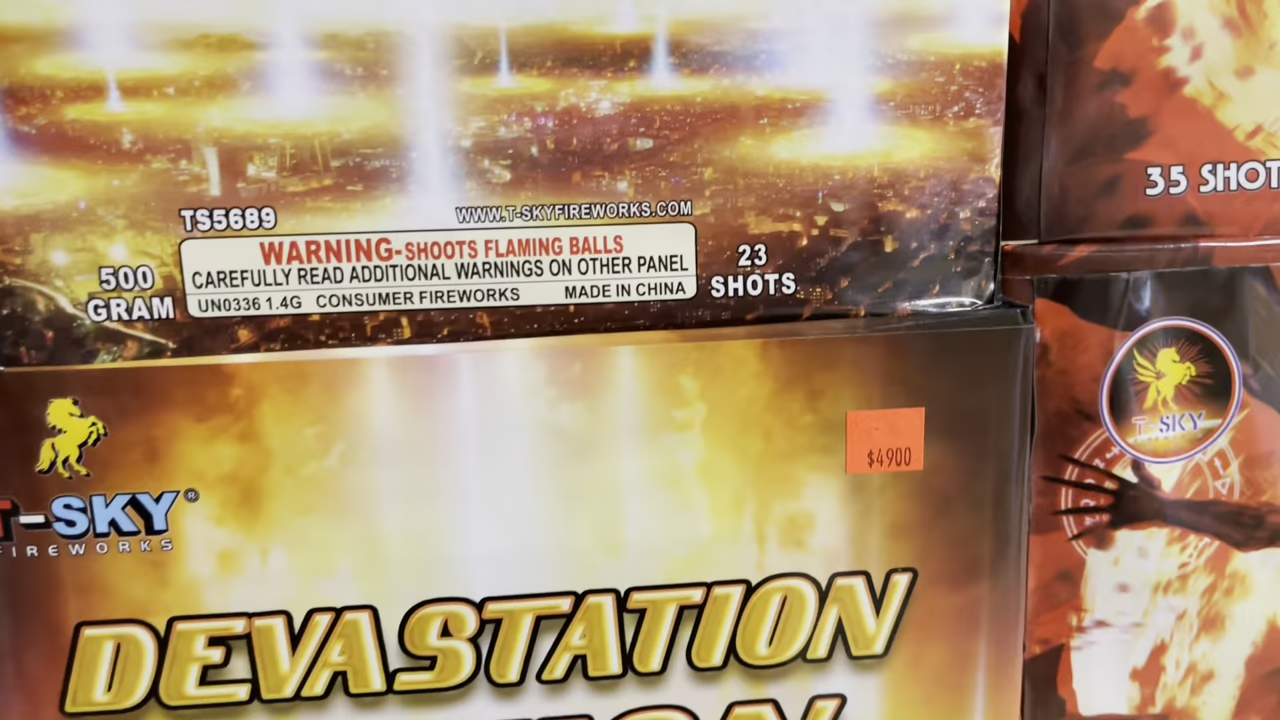 TS5689
WWW.T-SKYFIREWORKS.COM
WARNING-SHOOTS FLAMING BALLS
CAREFULLY READ ADDITIONAL WARNINGS ON OTHER PANEL
UN0336 1.4G CONSUMER FIREWORKS MADE IN CHINA
500
GRAM
23
SHOTS
35 SHOT
T-SKY
$4900
T-SKY®
FIREWORKS
DEVASTATION